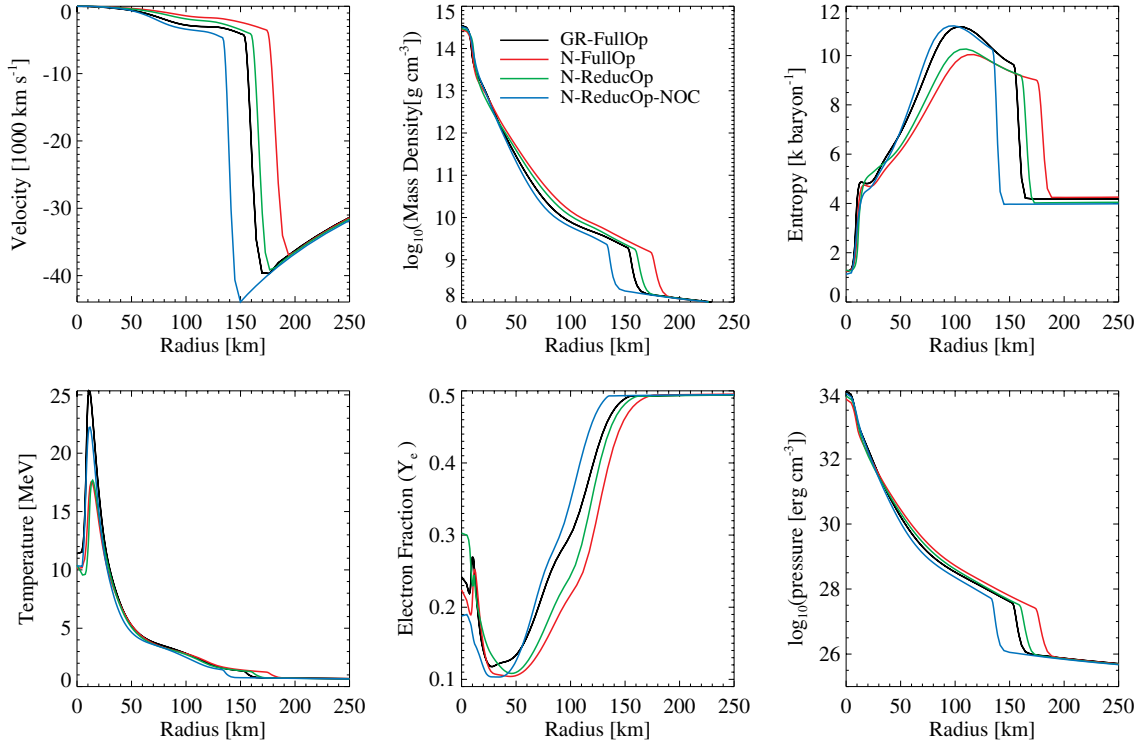 0
-10
-20
-30
-40
0 50 100 150 200 250
Radius [km]
Velocity [1000 km s⁻¹]
15
14
13
12
11
10
9
8
0 50 100 150 200 250
Radius [km]
log₁₀(Mass Density[g cm⁻³])
GR-FullOp
N-FullOp
N-ReducOp
N-ReducOp-NOC
12
10
8
6
4
2
0
0 50 100 150 200 250
Radius [km]
Entropy [k baryon⁻¹]
25
20
15
10
5
0
0 50 100 150 200 250
Radius [km]
Temperature [MeV]
0.5
0.4
0.3
0.2
0.1
0 50 100 150 200 250
Radius [km]
Electron Fraction (Y_e)
34
32
30
28
26
0 50 100 150 200 250
Radius [km]
log₁₀(pressure [erg cm⁻³])